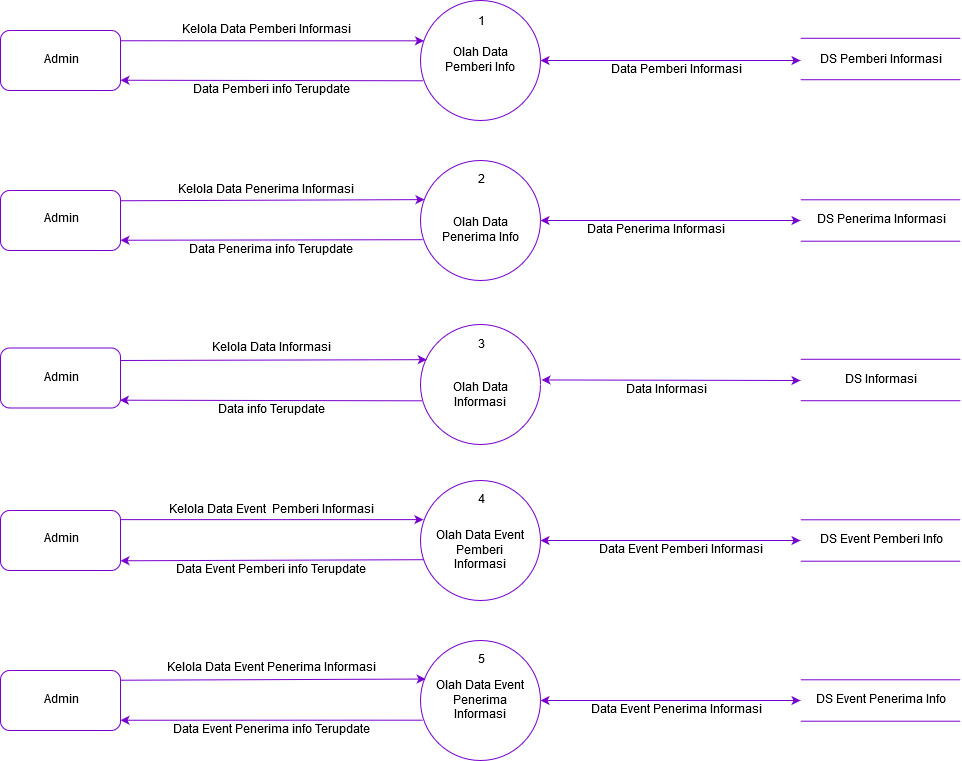 1
Kelola Data Pemberi Informasi
Olah Data
Pemberi Info
Admin
DS Pemberi Informasi
Data Pemberi Informasi
Data Pemberi info Terupdate
2
Kelola Data Penerima Informasi
Admin
Olah Data
Penerima Info
DS Penerima Informasi
Data Penerima Informasi
Data Penerima info Terupdate
3
Kelola Data Informasi
Admin
Olah Data
Informasi
DS Informasi
Data Informasi
Data info Terupdate
4
Kelola Data Event  Pemberi Informasi
Admin
Olah Data Event
Pemberi
Informasi
DS Event Pemberi Info
Data Event Pemberi Informasi
Data Event Pemberi info Terupdate
5
Kelola Data Event Penerima Informasi
Admin
Olah Data Event
Penerima
Informasi
DS Event Penerima Info
Data Event Penerima Informasi
Data Event Penerima info Terupdate